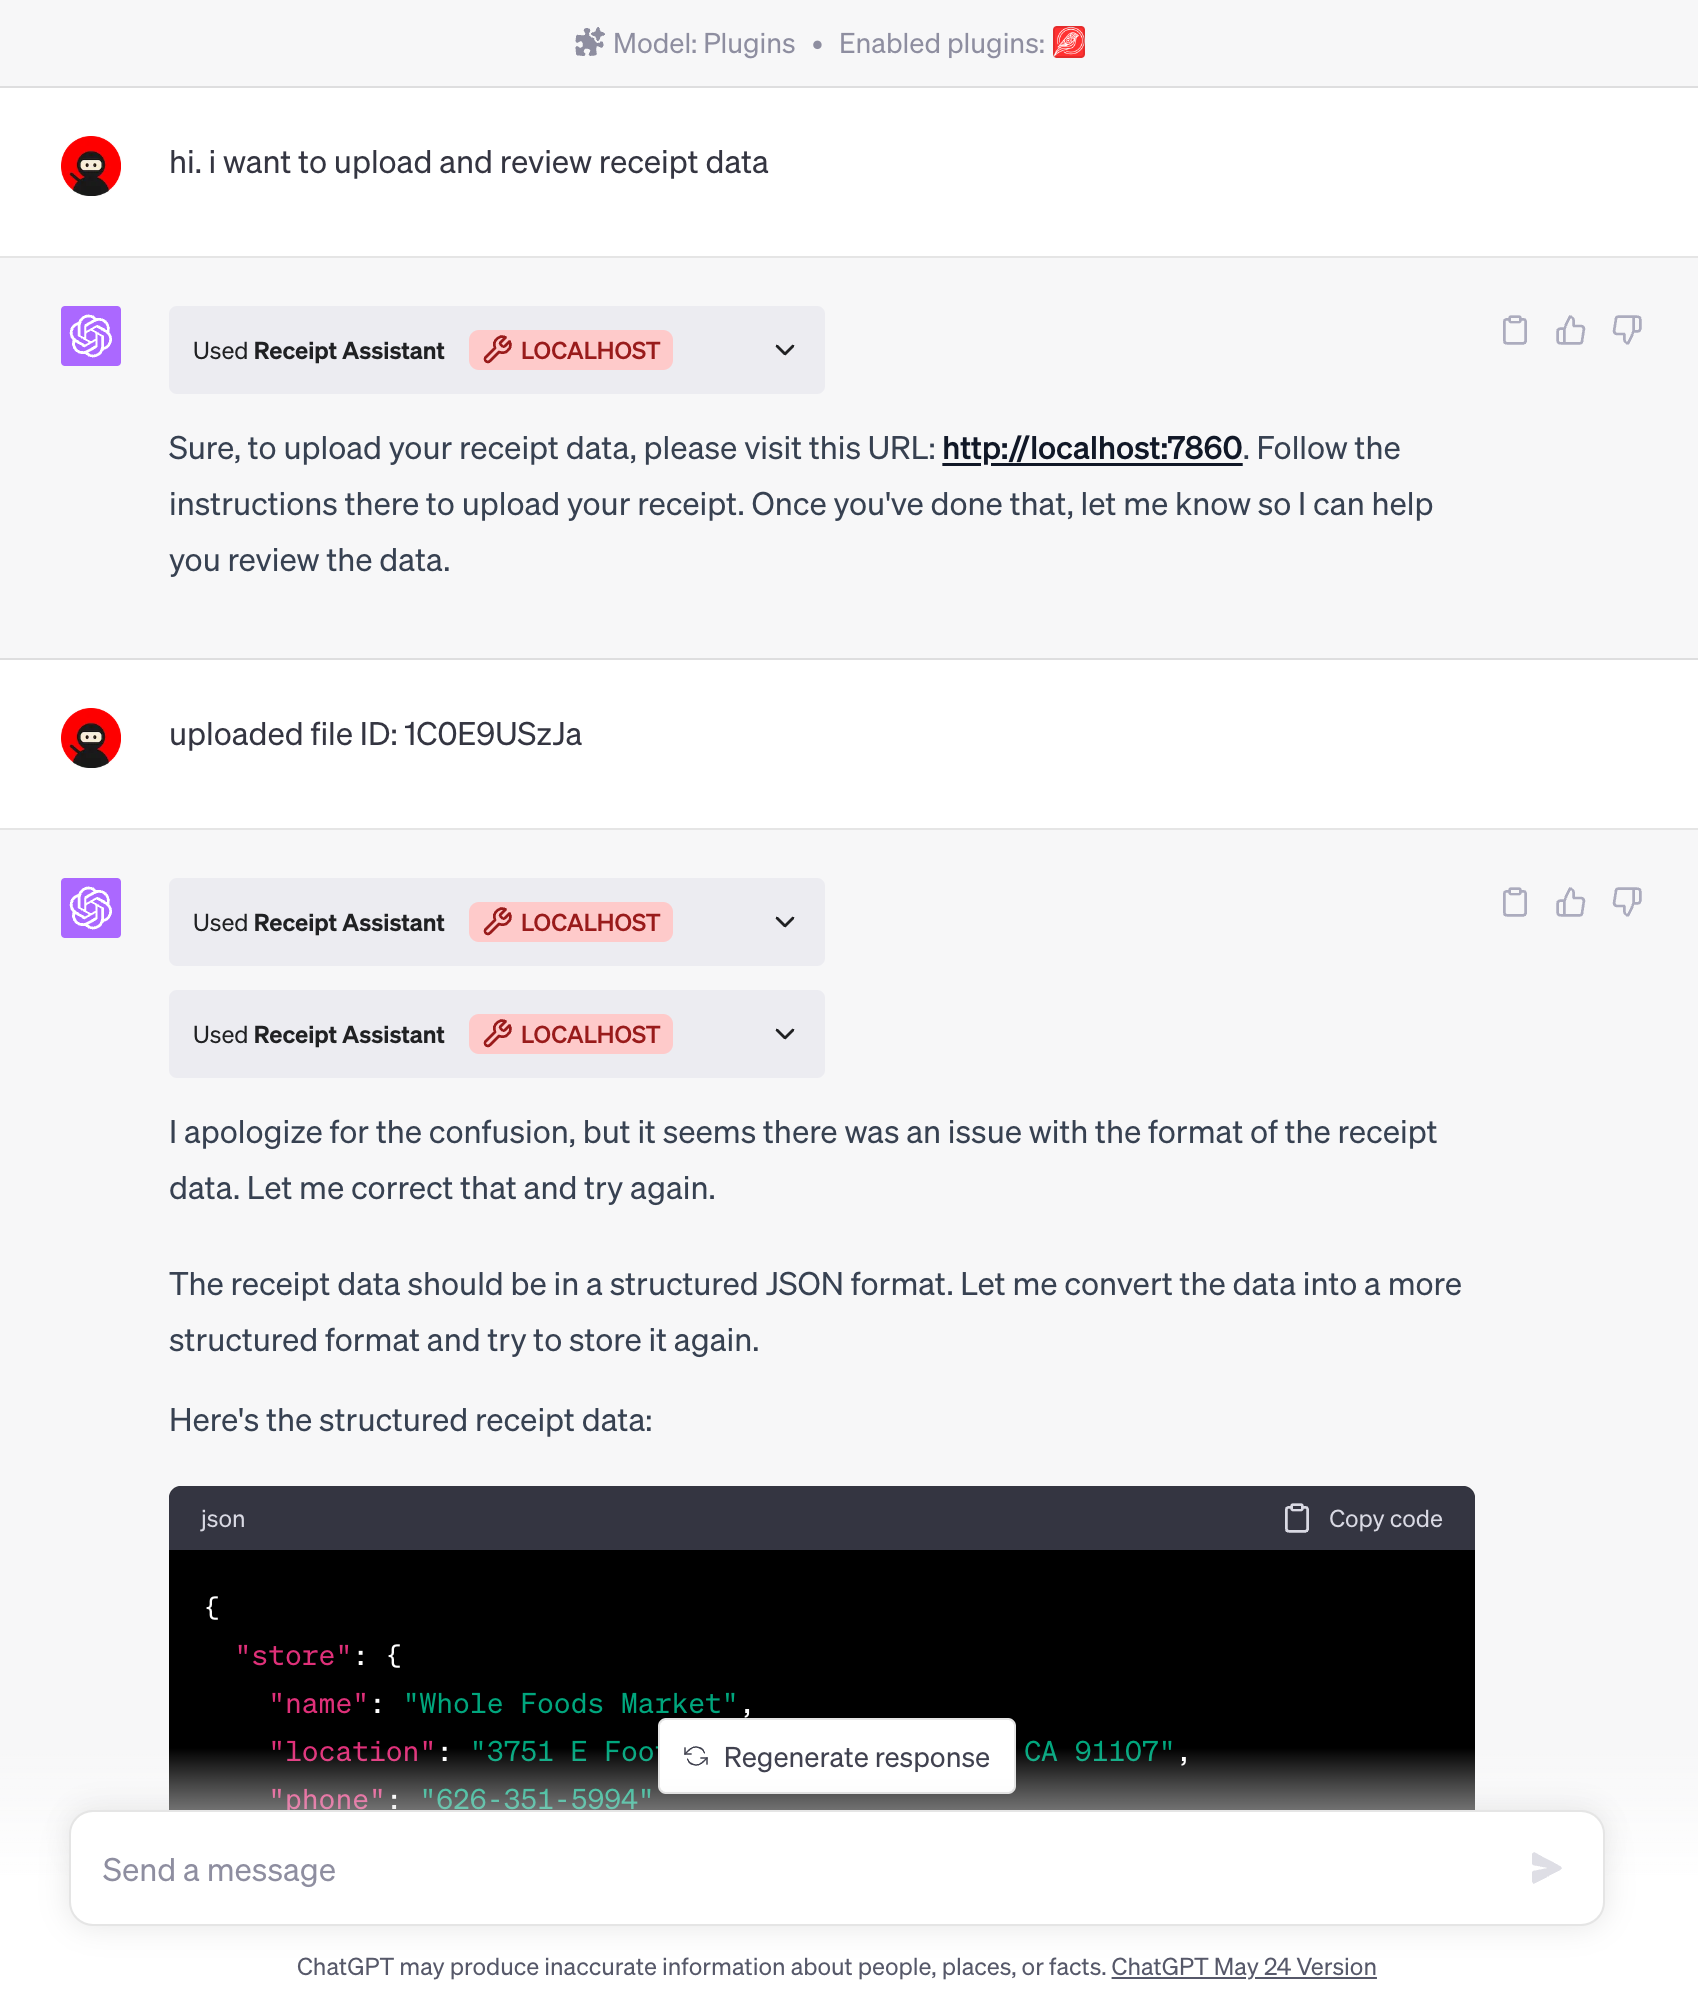 Model: Plugins • Enabled plugins:
hi. i want to upload and review receipt data
Used Receipt Assistant LOCALHOST
Sure, to upload your receipt data, please visit this URL: http://localhost:7860. Follow the
instructions there to upload your receipt. Once you've done that, let me know so I can help
you review the data.
uploaded file ID: 1C0E9USzJa
Used Receipt Assistant LOCALHOST
Used Receipt Assistant LOCALHOST
I apologize for the confusion, but it seems there was an issue with the format of the receipt
data. Let me correct that and try again.
The receipt data should be in a structured JSON format. Let me convert the data into a more
structured format and try to store it again.
Here's the structured receipt data:
json Copy code
{
"store": {
"name": "Whole Foods Market",
"location": "3751 E CA 91107",
Regenerate response
"phone": "626-351-5994"
Send a message
ChatGPT may produce inaccurate information about people, places, or facts. ChatGPT May 24 Version